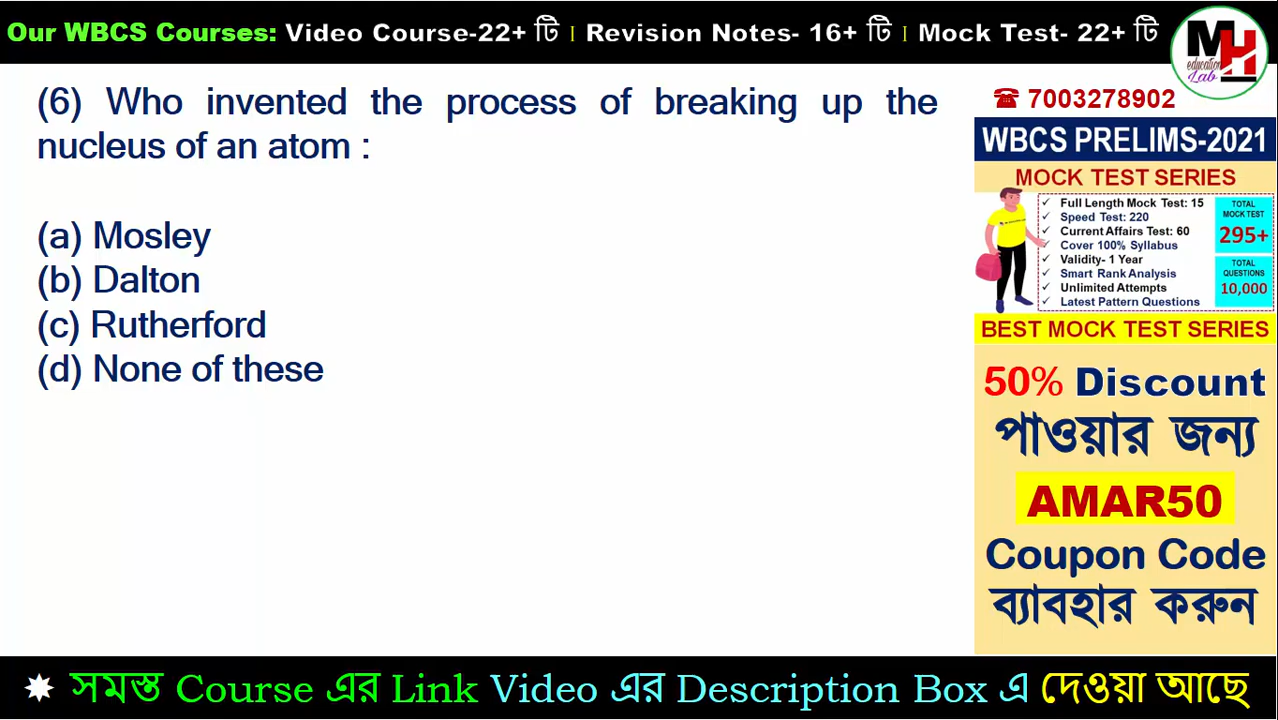 Our WBCS Courses: Video Course-22+ টি । Revision Notes- 16+ টি । Mock Test- 22+ টি
MH
education
Lab
☎ 7003278902
(6) Who invented the process of breaking up the
nucleus of an atom :
(a) Mosley
(b) Dalton
(c) Rutherford
(d) None of these
WBCS PRELIMS-2021
MOCK TEST SERIES
✓ Full Length Mock Test: 15
✓ Speed Test: 220
✓ Current Affairs Test: 60
✓ Cover 100% Syllabus
✓ Validity- 1 Year
✓ Smart Rank Analysis
✓ Unlimited Attempts
✓ Latest Pattern Questions
TOTAL
MOCK TEST
295+
TOTAL
QUESTIONS
10,000
BEST MOCK TEST SERIES
50% Discount
পাওয়ার জন্য
AMAR50
Coupon Code
ব্যাবহার করুন
সমস্ত Course এর Link Video এর Description Box এ দেওয়া আছে